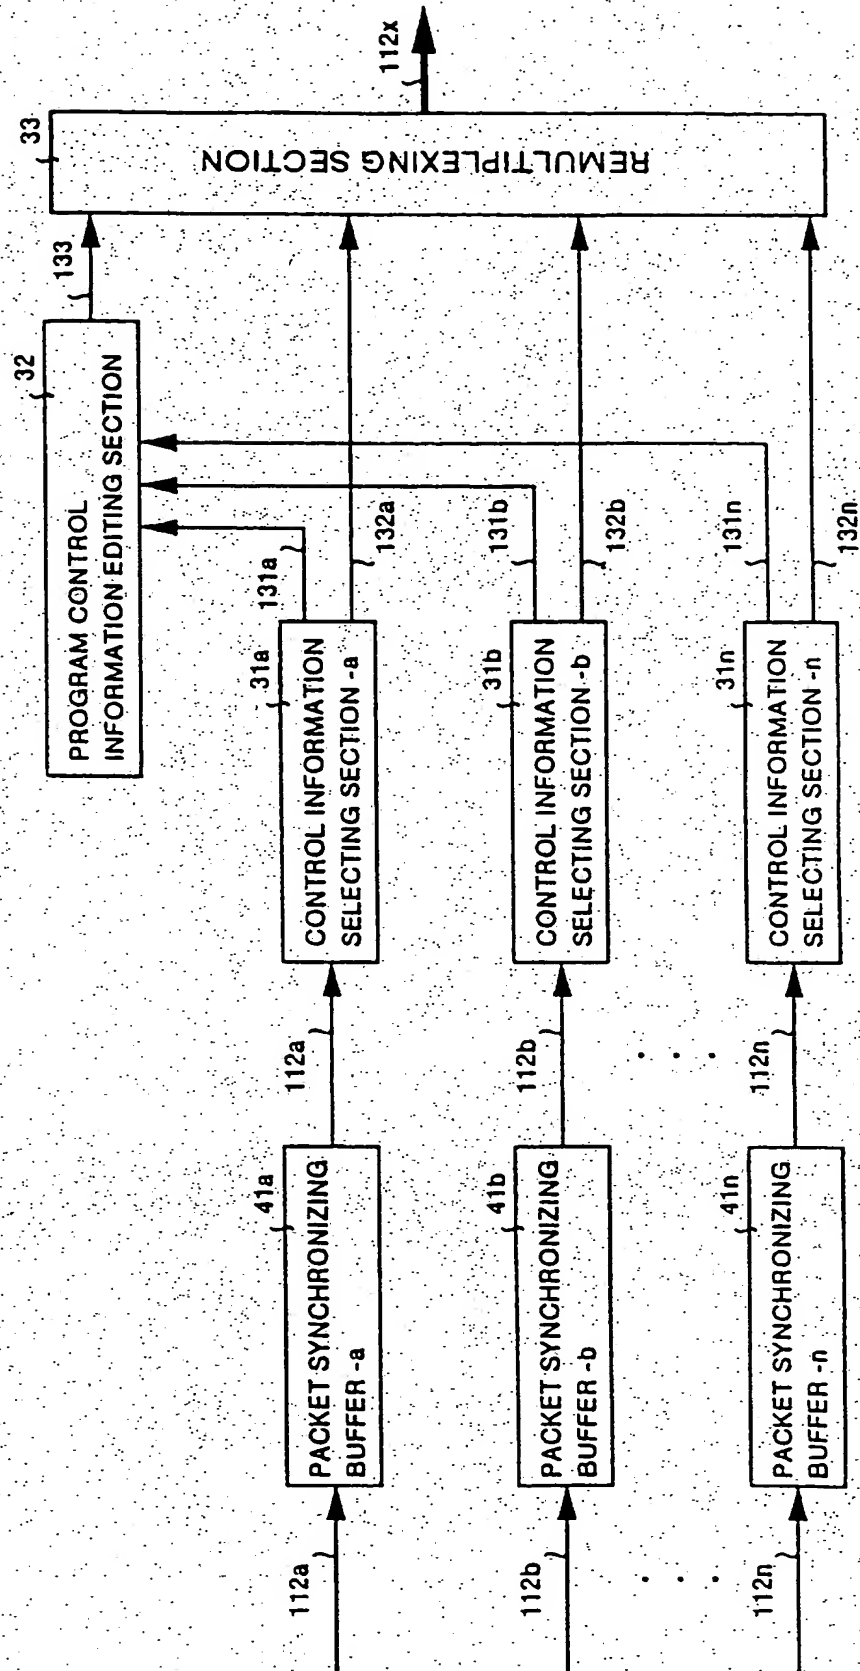 112a
112b
112n
41a
PACKET SYNCHRONIZING
BUFFER -a
41b
PACKET SYNCHRONIZING
BUFFER -b
41n
PACKET SYNCHRONIZING
BUFFER -n
112a
112b
112n
31a
CONTROL INFORMATION
SELECTING SECTION -a
31b
CONTROL INFORMATION
SELECTING SECTION -b
31n
CONTROL INFORMATION
SELECTING SECTION -n
131a
132a
131b
132b
131n
132n
32
PROGRAM CONTROL
INFORMATION EDITING SECTION
133
33
REMULTIPLEXING SECTION
112x